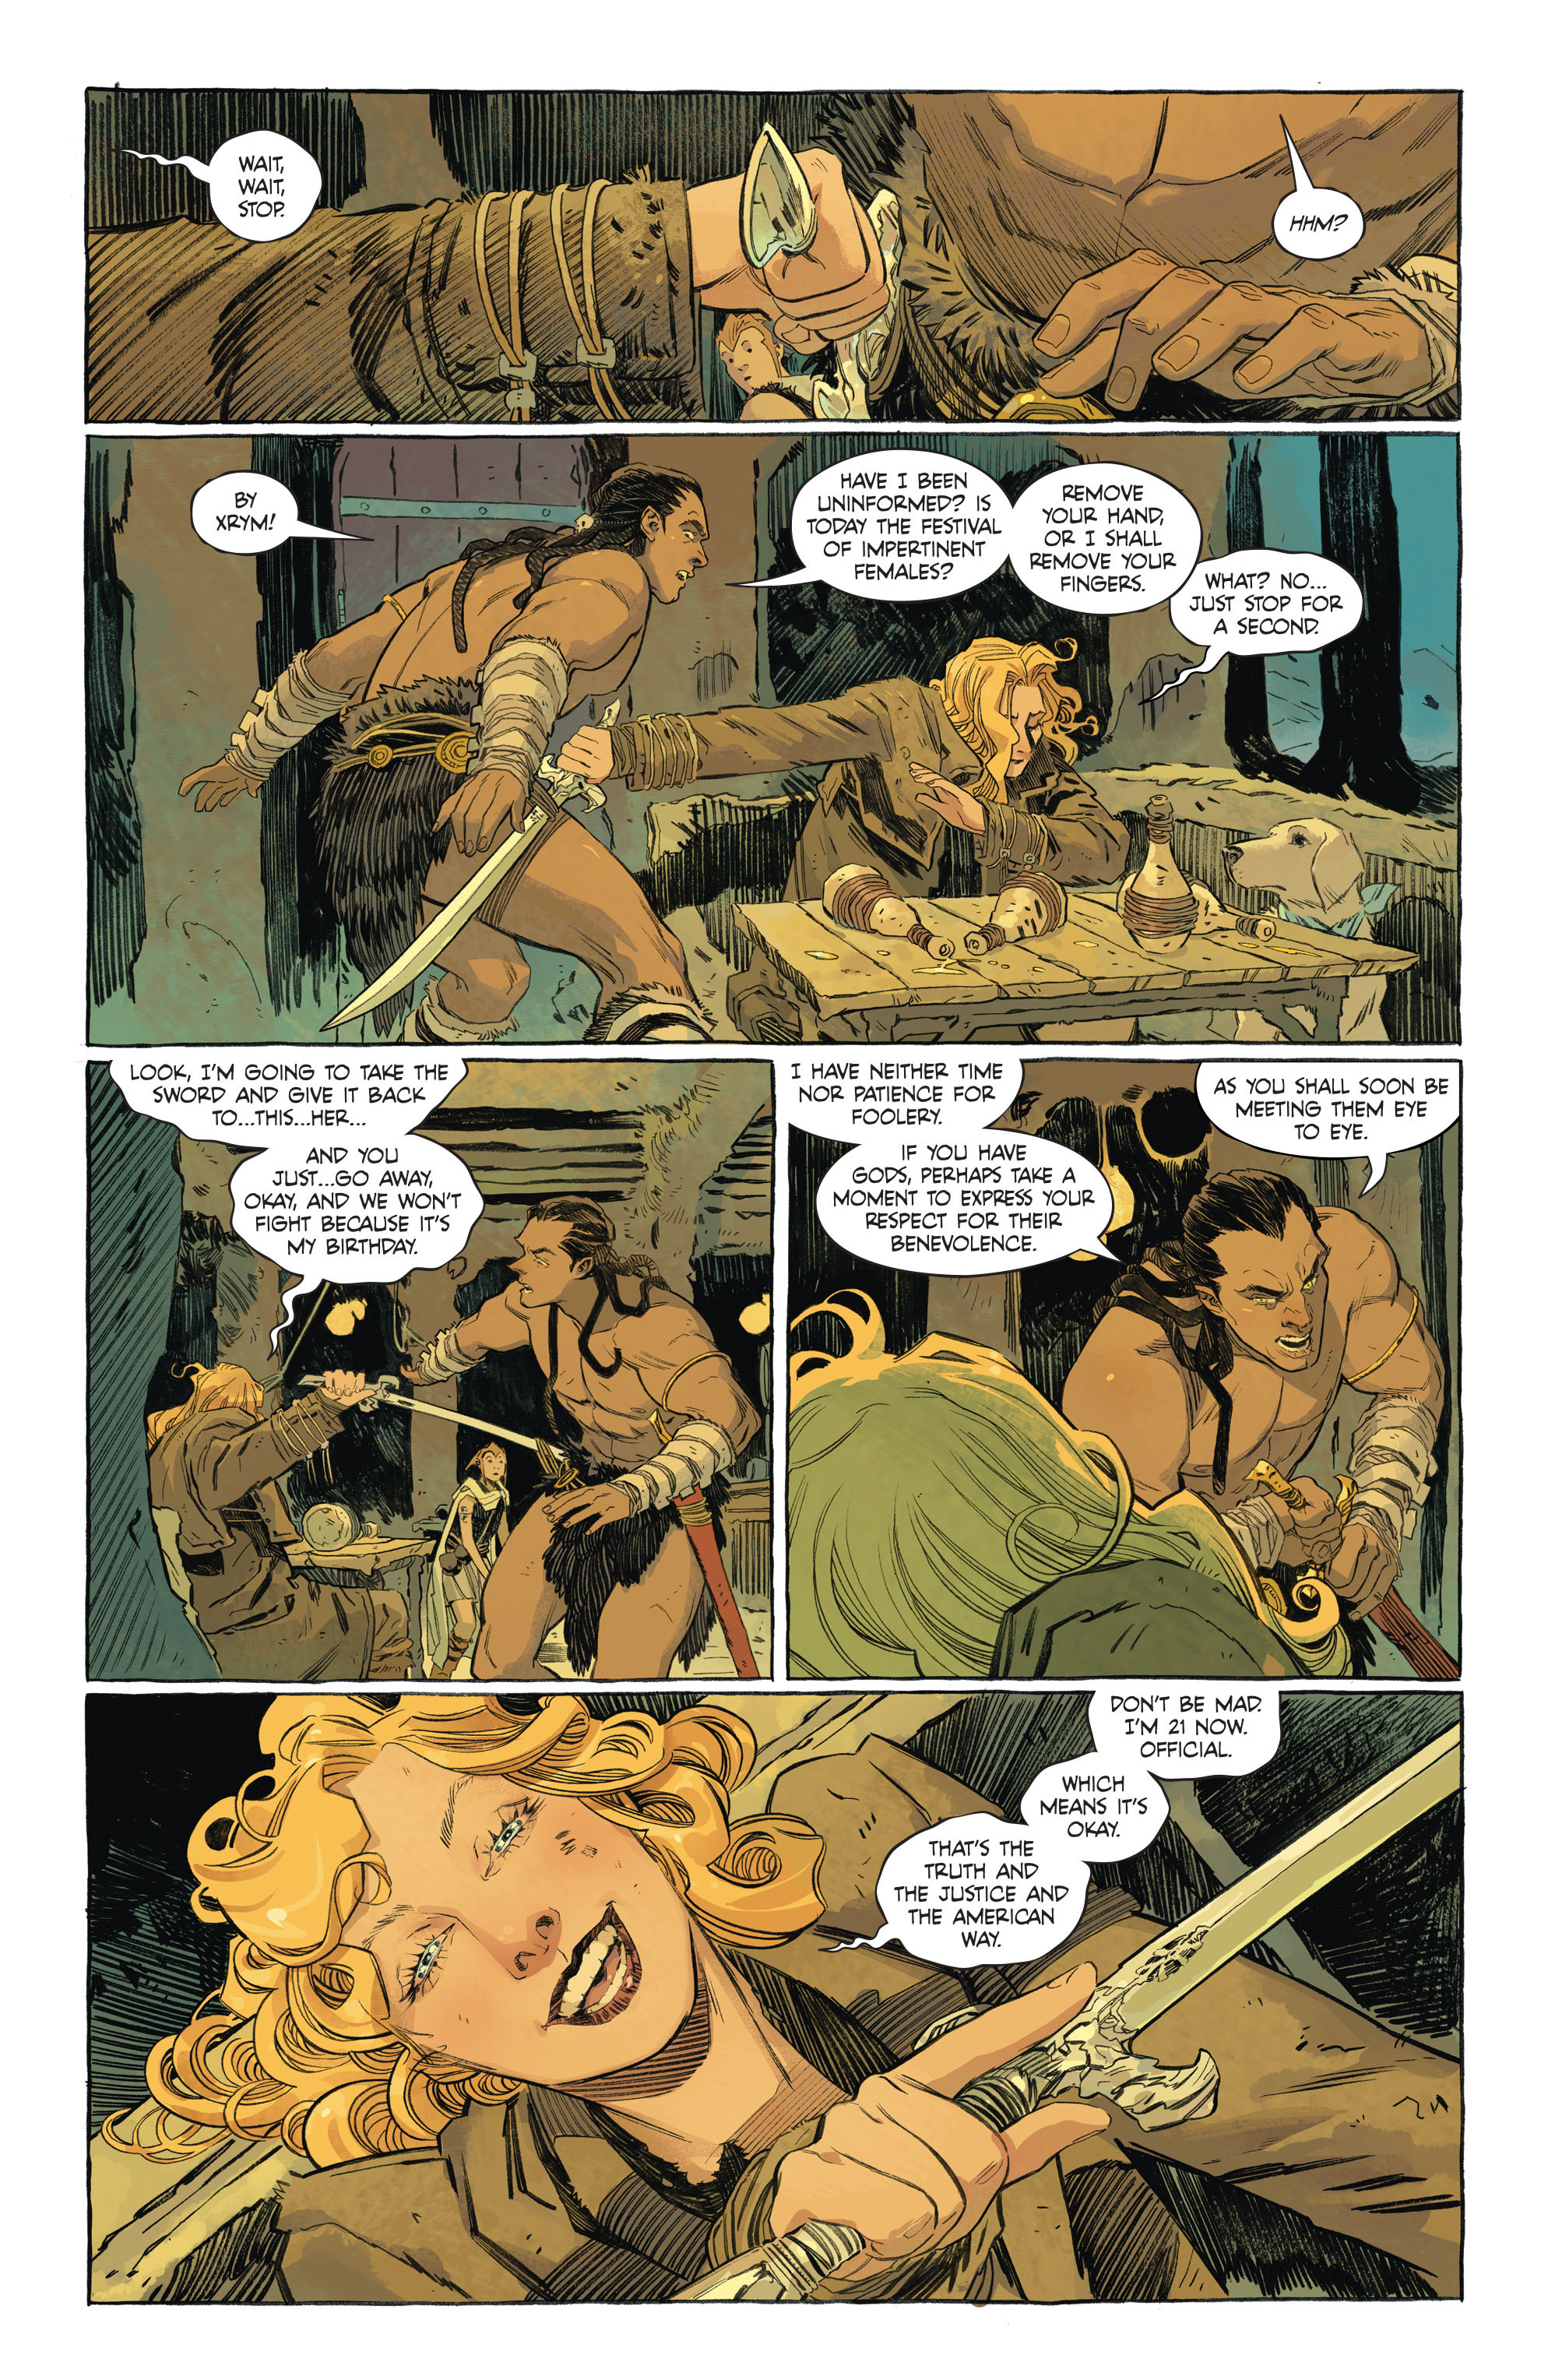 WAIT,
WAIT,
STOP.
HHM?
BY
XRYM!
HAVE I BEEN
UNINFORMED? IS
TODAY THE FESTIVAL
OF IMPERTINENT
FEMALES?
REMOVE
YOUR HAND,
OR I SHALL
REMOVE YOUR
FINGERS.
WHAT? NO...
JUST STOP FOR
A SECOND.
LOOK, I'M GOING TO TAKE THE
SWORD AND GIVE IT BACK
TO...THIS...HER...
AND YOU
JUST...GO AWAY,
OKAY, AND WE WON'T
FIGHT BECAUSE IT'S
MY BIRTHDAY.
I HAVE NEITHER TIME
NOR PATIENCE FOR
FOOLERY.
IF YOU HAVE
GODS, PERHAPS TAKE A
MOMENT TO EXPRESS YOUR
RESPECT FOR THEIR
BENEVOLENCE.
AS YOU SHALL SOON BE
MEETING THEM EYE
TO EYE.
DON'T BE MAD.
I'M 21 NOW.
OFFICIAL.
WHICH
MEANS IT'S
OKAY.
THAT'S THE
TRUTH AND
THE JUSTICE AND
THE AMERICAN
WAY.